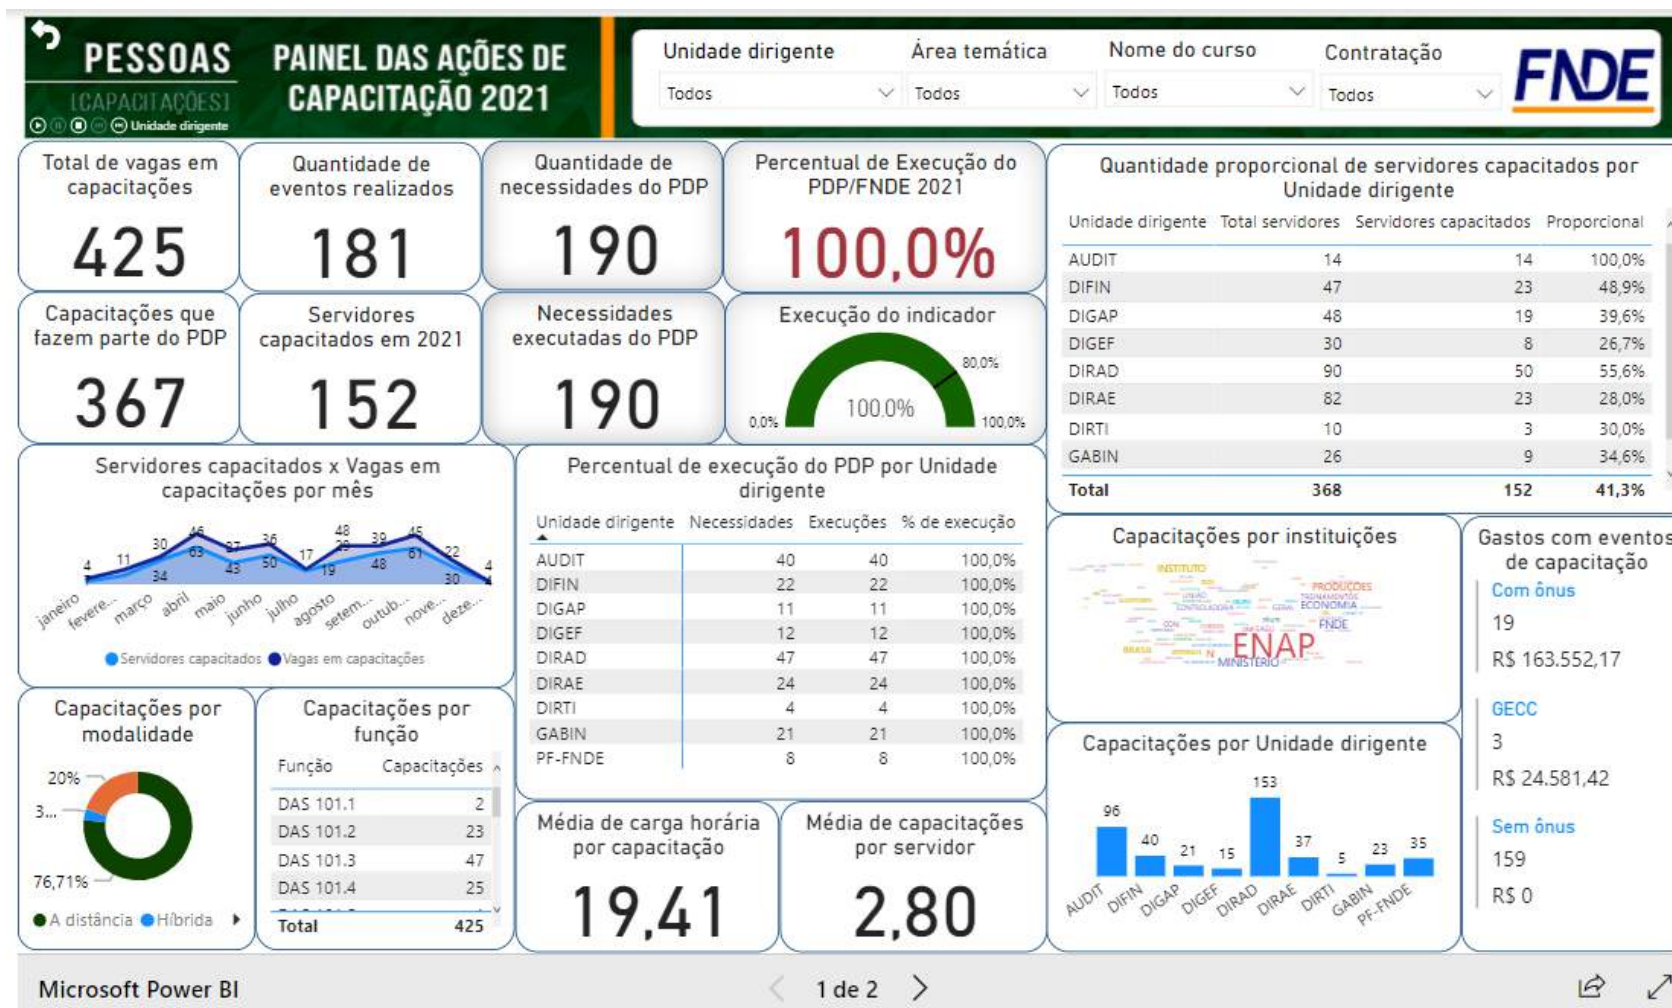 PESSOAS
[CAPACITAÇÕES]
Unidade dirigente
PAINEL DAS AÇÕES DE
CAPACITAÇÃO 2021
Unidade dirigente
Todos
Área temática
Todos
Nome do curso
Todos
Contratação
Todos
FNDE
Total de vagas em
capacitações
425
Quantidade de
eventos realizados
181
Quantidade de
necessidades do PDP
190
Percentual de Execução do
PDP/FNDE 2021
100,0%
Capacitações que
fazem parte do PDP
367
Servidores
capacitados em 2021
152
Necessidades
executadas do PDP
190
Execução do indicador
80,0%
100,0%
0,0%
100,0%
Quantidade proporcional de servidores capacitados por
Unidade dirigente
Unidade dirigente Total servidores Servidores capacitados Proporcional
AUDIT 14 14 100,0%
DIFIN 47 23 48,9%
DIGAP 48 19 39,6%
DIGEF 30 8 26,7%
DIRAD 90 50 55,6%
DIRAE 82 23 28,0%
DIRTI 10 3 30,0%
GABIN 26 9 34,6%
Total 368 152 41,3%
Servidores capacitados x Vagas em
capacitações por mês
4 11 30 46 27 36 17 48 39 45 22 4
34 63 43 50 19 48 61 30
janeiro fevere... março abril maio junho julho agosto setem... outub... nove... deze...
Servidores capacitados Vagas em capacitações
Percentual de execução do PDP por Unidade
dirigente
Unidade dirigente Necessidades Execuções % de execução
AUDIT 40 40 100,0%
DIFIN 22 22 100,0%
DIGAP 11 11 100,0%
DIGEF 12 12 100,0%
DIRAD 47 47 100,0%
DIRAE 24 24 100,0%
DIRTI 4 4 100,0%
GABIN 21 21 100,0%
PF-FNDE 8 8 100,0%
Capacitações por instituições
INSTITUTO
PRODUÇÕES
TREINAMENTOS
CONTROLADORIA GERAL ECONOMIA
FNDE
ENAP
MINISTÉRIO
Gastos com eventos
de capacitação
Com ônus
19
R$ 163.552,17
GECC
3
R$ 24.581,42
Sem ônus
159
R$ 0
Capacitações por
modalidade
20%
3...
76,71%
A distância Híbrida
Capacitações por
função
Função Capacitações
DAS 101.1 2
DAS 101.2 23
DAS 101.3 47
DAS 101.4 25
Total 425
Média de carga horária
por capacitação
19,41
Média de capacitações
por servidor
2,80
Capacitações por Unidade dirigente
96 40 21 15 153 37 5 23 35
AUDIT DIFIN DIGAP DIGEF DIRAD DIRAE DIRTI GABIN PF-FNDE
Microsoft Power BI
1 de 2